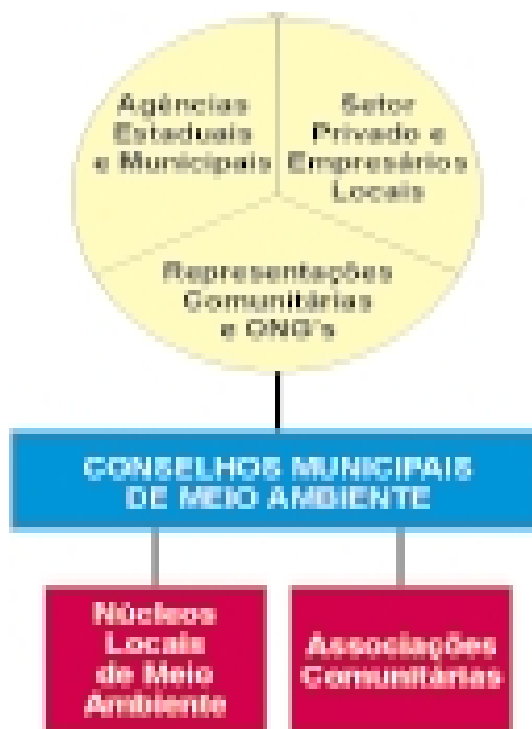 Agências
Estaduais
e Municipais
Setor
Privado e
Empresários
Locais
Representações
Comunitárias
e ONG's
CONSELHOS MUNICIPAIS
DE MEIO AMBIENTE
Núcleos
Locais
de Meio
Ambiente
Associações
Comunitárias